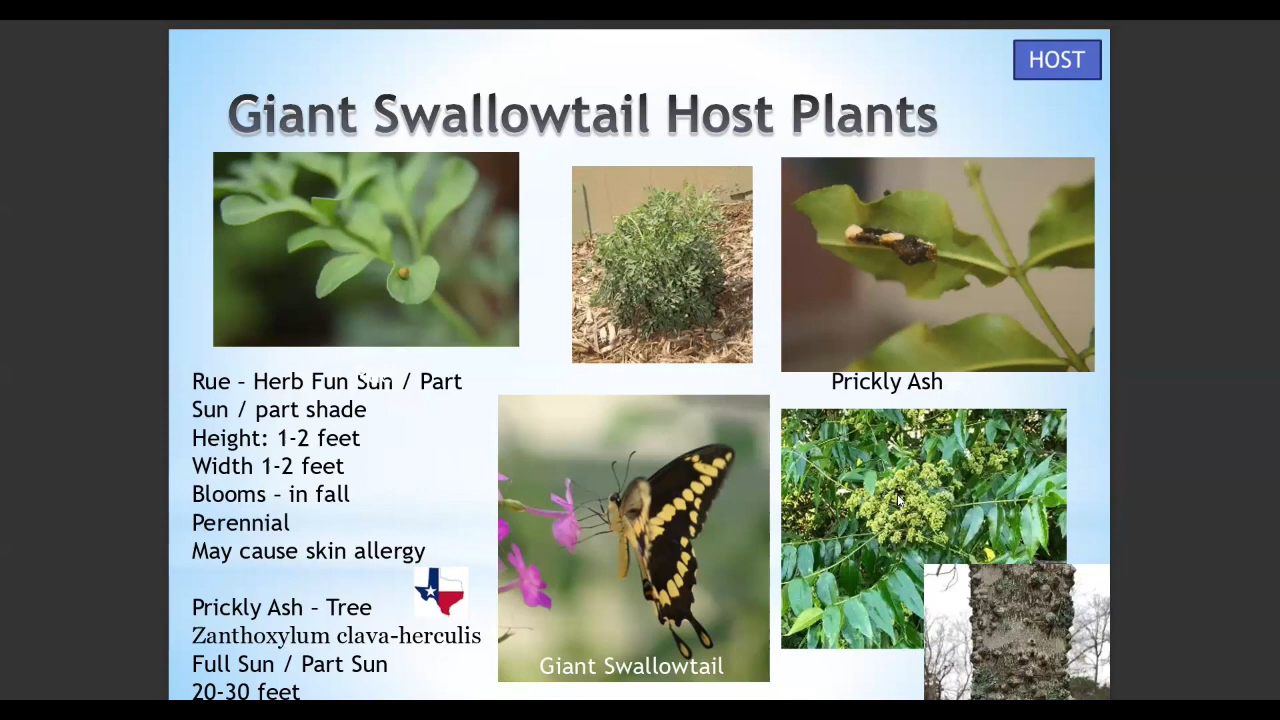 HOST
Giant Swallowtail Host Plants
Rue – Herb Fun Sun / Part
Sun / part shade
Height: 1-2 feet
Width 1-2 feet
Blooms – in fall
Perennial
May cause skin allergy
Prickly Ash – Tree
Zanthoxylum clava-herculis
Full Sun / Part Sun
20-30 feet
Prickly Ash
Giant Swallowtail